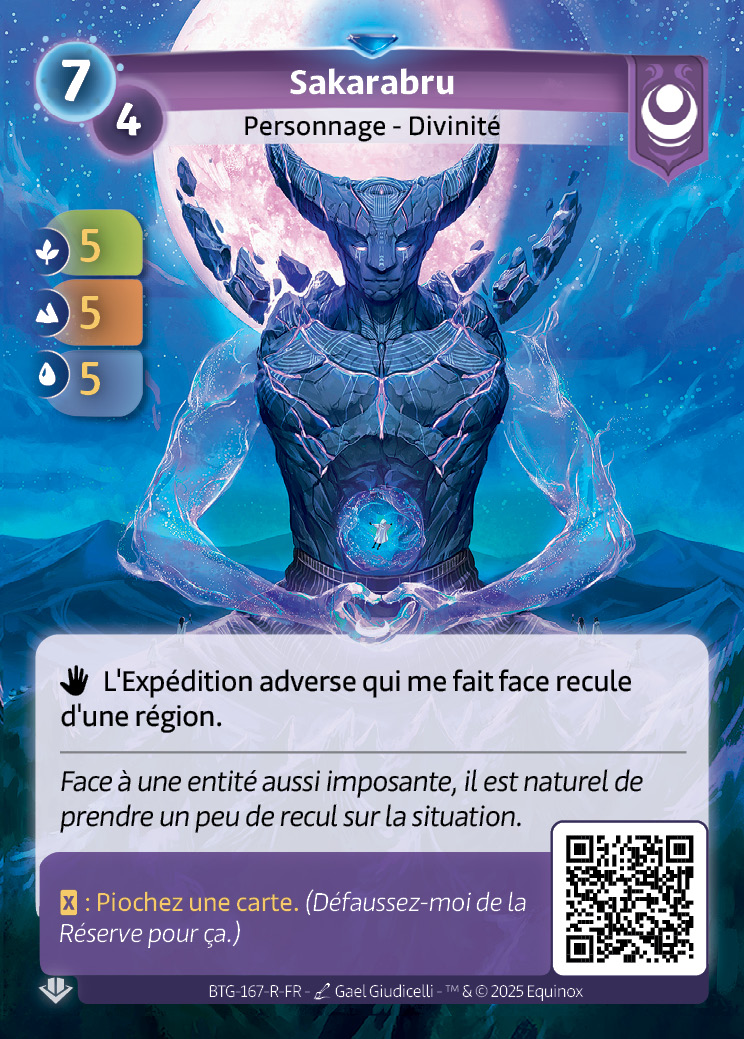 7
Sakarabru
4
Personnage - Divinité
5
5
5
L'Expédition adverse qui me fait face recule
d'une région.
Face à une entité aussi imposante, il est naturel de
prendre un peu de recul sur la situation.
X : Piochez une carte. (Défaussez-moi de la
Réserve pour ça.)
BTG-167-R-FR - Gael Giudicelli - ™ & © 2025 Equinox